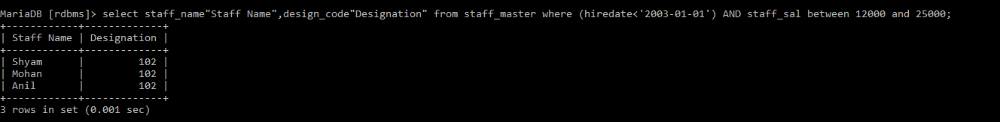 MariaDB [rdbms]> select staff_name"Staff Name",design_code"Designation" from staff_master where (hiredate<'2003-01-01') AND staff_sal between 12000 and 25000;
+------------+-------------+
| Staff Name | Designation |
+------------+-------------+
| Shyam      |         102 |
| Mohan      |         102 |
| Anil       |         102 |
+------------+-------------+
3 rows in set (0.001 sec)